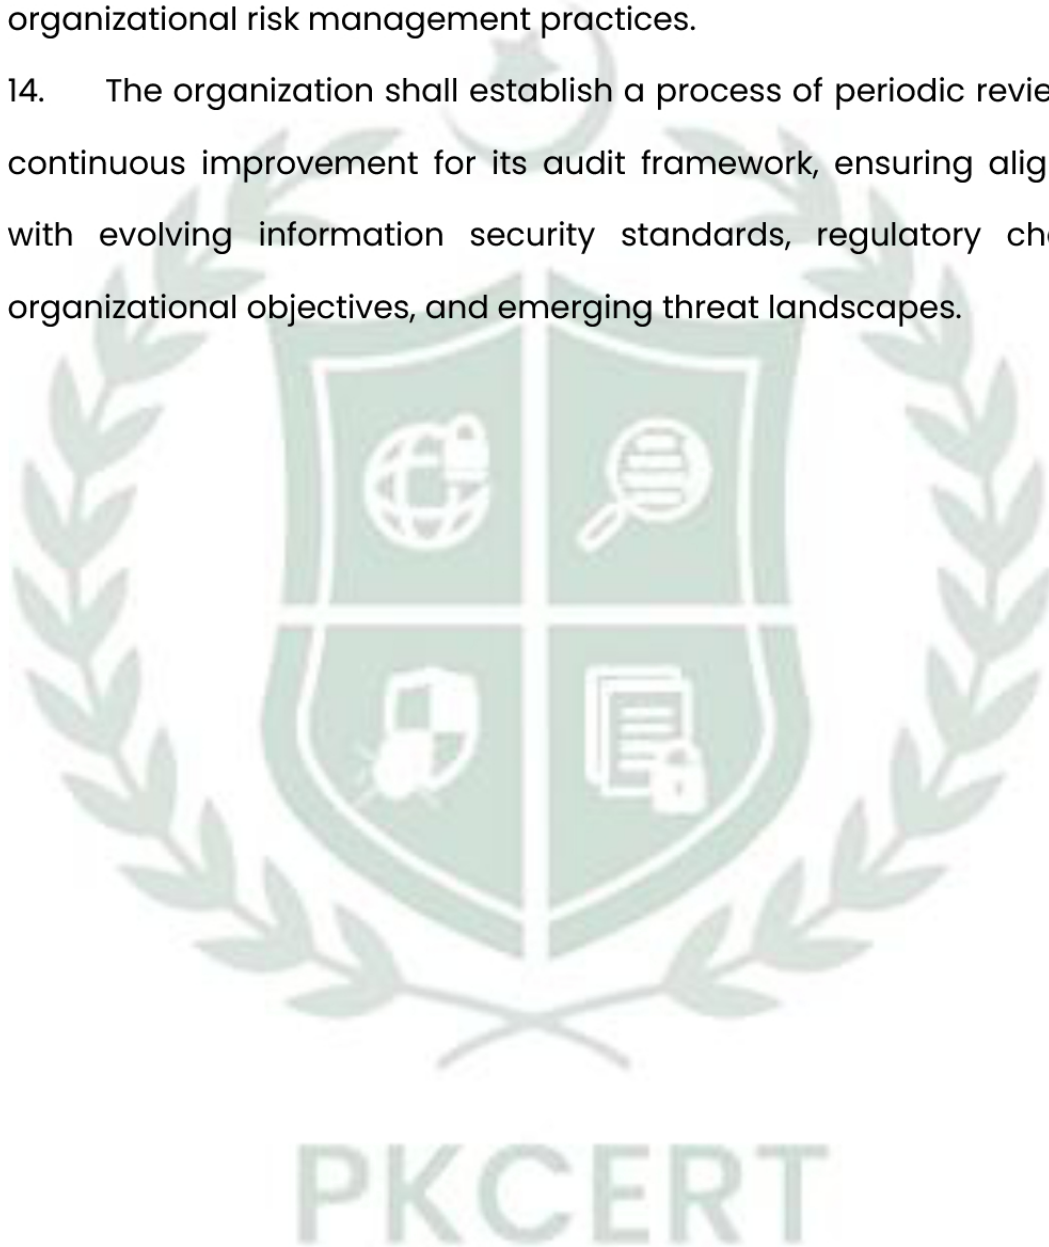 organizational risk management practices.
14. The organization shall establish a process of periodic revie
continuous improvement for its audit framework, ensuring alig
with evolving information security standards, regulatory ch
organizational objectives, and emerging threat landscapes.
PKCERT